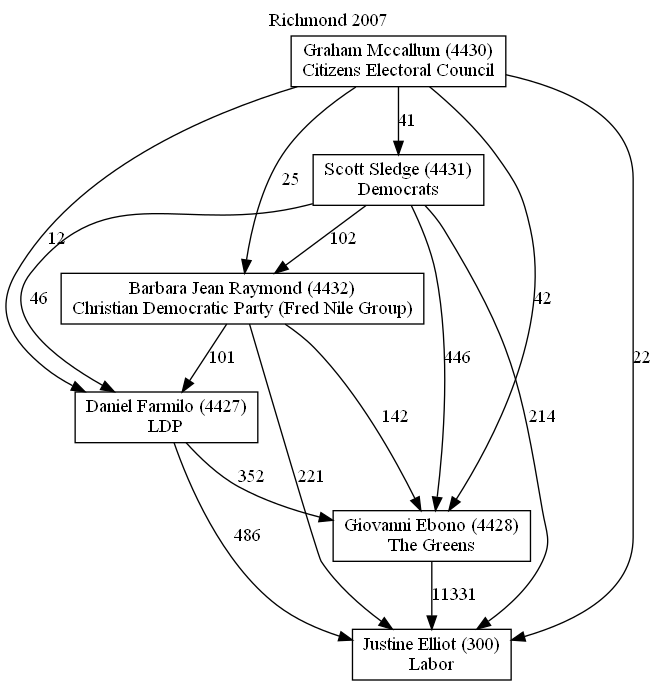 Richmond 2007
Graham Mccallum (4430)
Citizens Electoral Council
41
Scott Sledge (4431)
Democrats
25
102
12
46
42
Barbara Jean Raymond (4432)
Christian Democratic Party (Fred Nile Group)
101
446
22
Daniel Farmilo (4427)
LDP
142
214
352
221
Giovanni Ebono (4428)
The Greens
486
11331
Justine Elliot (300)
Labor